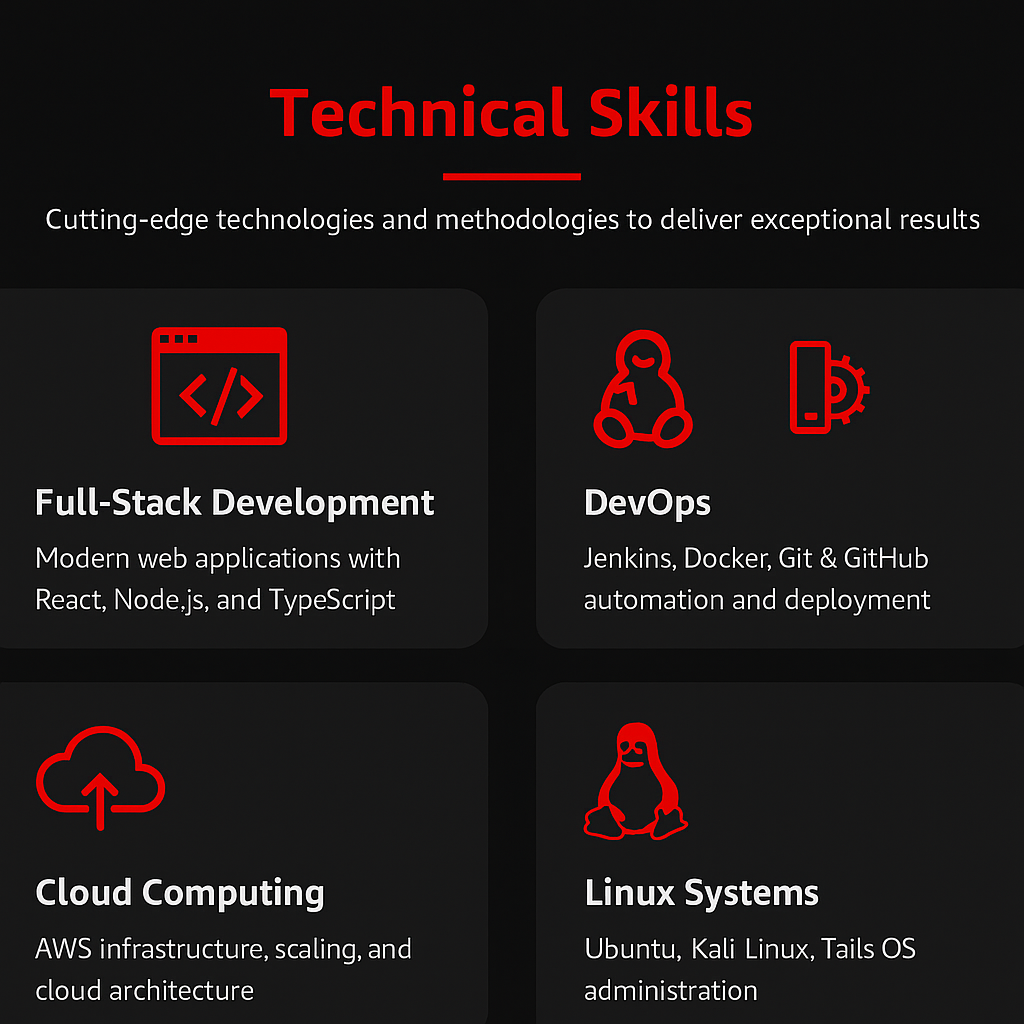 Technical Skills
Cutting-edge technologies and methodologies to deliver exceptional results
Full-Stack Development
Modern web applications with
React, Node.js, and TypeScript
DevOps
Jenkins, Docker, Git & GitHub
automation and deployment
Cloud Computing
AWS infrastructure, scaling, and
cloud architecture
Linux Systems
Ubuntu, Kali Linux, Tails OS
administration